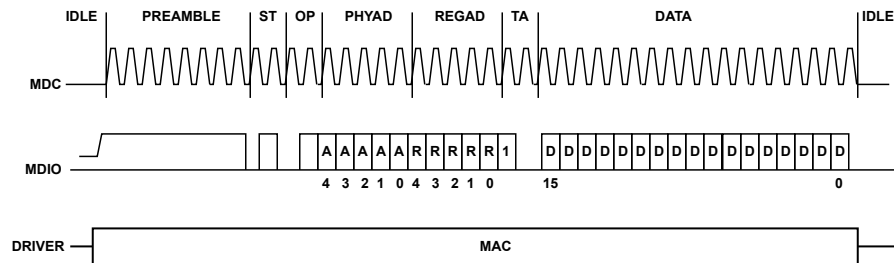 IDLE PREAMBLE ST OP PHYAD REGAD TA DATA IDLE
MDC
MDIO A A A A A R R R R R 1 D D D D D D D D D D D D D D D D D
4 3 2 1 0 4 3 2 1 0 15 0
DRIVER MAC